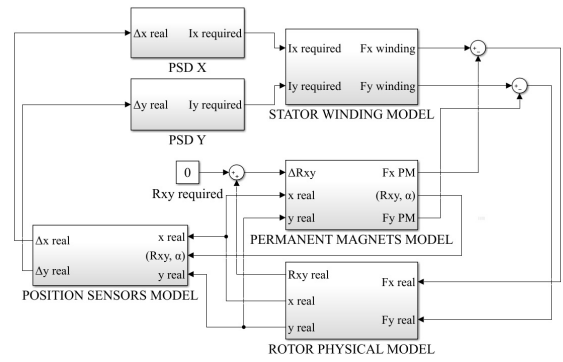 Δx real Ix required
PSD X
Δy real Iy required
PSD Y
Ix required Fx winding
Iy required Fy winding
STATOR WINDING MODEL
0
Rxy required
ΔRxy Fx PM
x real (Rxy, α)
y real Fy PM
PERMANENT MAGNETS MODEL
Δx real x real
(Rxy, α)
Δy real y real
POSITION SENSORS MODEL
Rxy real Fx real
x real
y real Fy real
ROTOR PHYSICAL MODEL